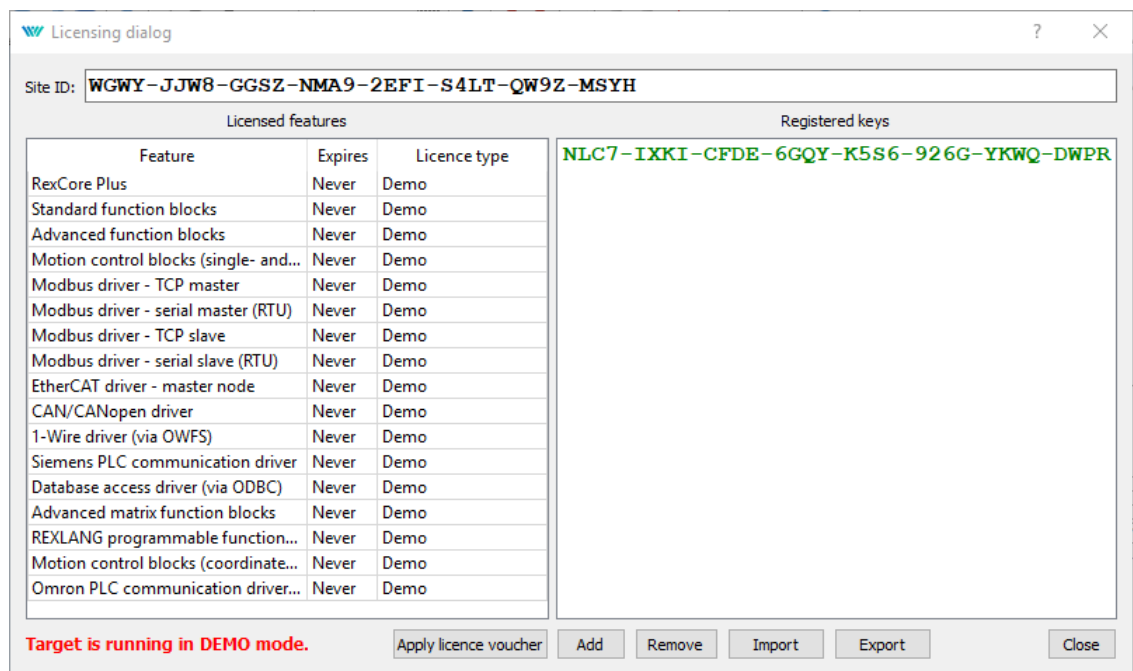 Licensing dialog
?
Site ID: WGWY-JJW8-GGSZ-NMA9-2EFI-S4LT-QW9Z-MSYH
Licensed features
Registered keys
Feature Expires Licence type
NLC7-IXKI-CFDE-6GQY-K5S6-926G-YKWQ-DWPR
RexCore Plus Never Demo
Standard function blocks Never Demo
Advanced function blocks Never Demo
Motion control blocks (single- and... Never Demo
Modbus driver - TCP master Never Demo
Modbus driver - serial master (RTU) Never Demo
Modbus driver - TCP slave Never Demo
Modbus driver - serial slave (RTU) Never Demo
EtherCAT driver - master node Never Demo
CAN/CANopen driver Never Demo
1-Wire driver (via OWFS) Never Demo
Siemens PLC communication driver Never Demo
Database access driver (via ODBC) Never Demo
Advanced matrix function blocks Never Demo
REXLANG programmable function... Never Demo
Motion control blocks (coordinate... Never Demo
Omron PLC communication driver... Never Demo
Target is running in DEMO mode. Apply licence voucher Add Remove Import Export Close